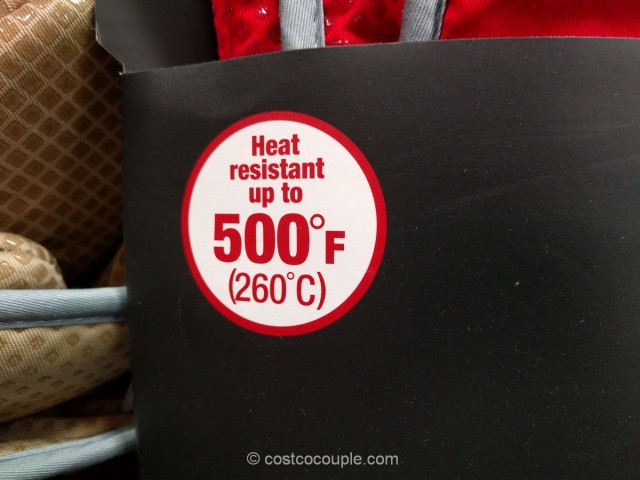 Heat
resistant
up to
500°F
(260°C)
© costcocouple.com